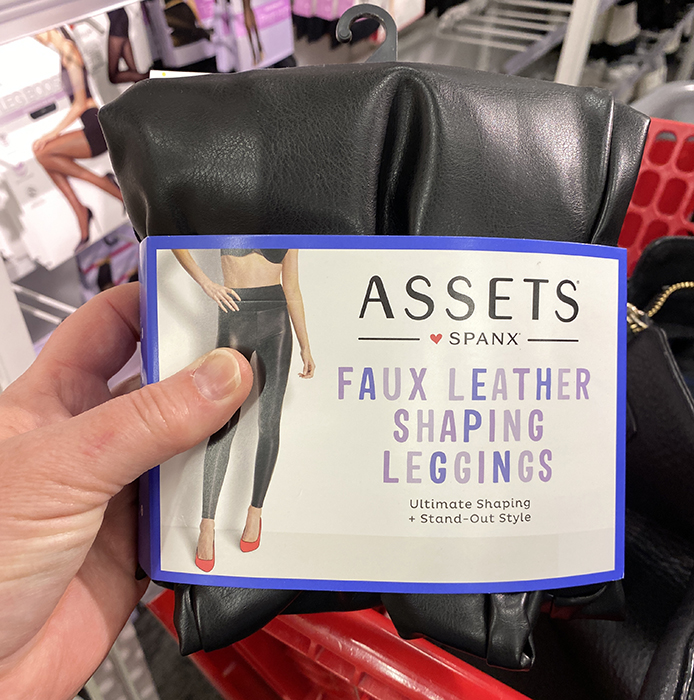 ASSETS
SPANX
FAUX LEATHER
SHAPING
LEGGINGS
Ultimate Shaping
+ Stand-Out Style